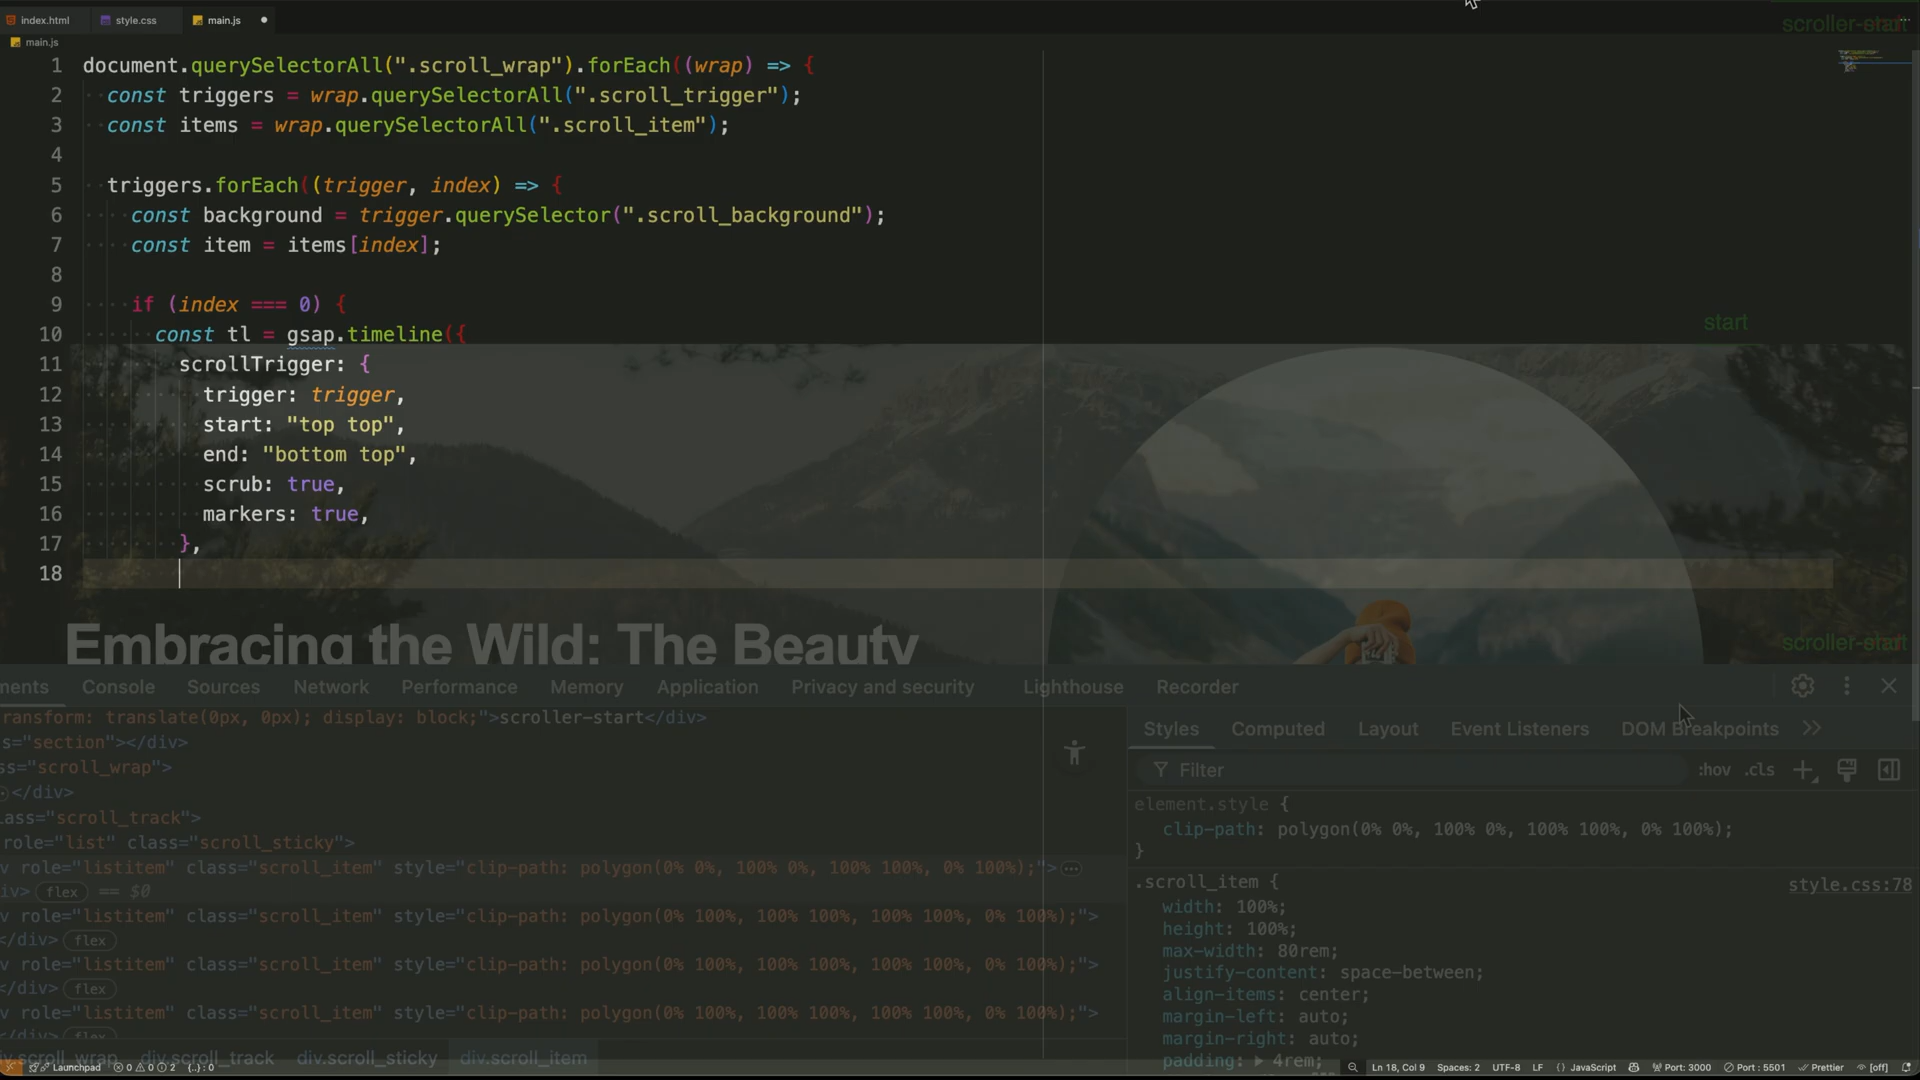 index.html
style.css
main.js
main.js
scroller-start
1 document.querySelectorAll(".scroll_wrap").forEach((wrap) => {
2 const triggers = wrap.querySelectorAll(".scroll_trigger");
3 const items = wrap.querySelectorAll(".scroll_item");
4
5 triggers.forEach((trigger, index) => {
6 const background = trigger.querySelector(".scroll_background");
7 const item = items[index];
8
9 if (index === 0) {
10 const tl = gsap.timeline({
start
11 scrollTrigger: {
12 trigger: trigger,
13 start: "top top",
14 end: "bottom top",
15 scrub: true,
16 markers: true,
17 },
18
Embracing the Wild: The Beauty
scroller-start
ments Console Sources Network Performance Memory Application Privacy and security Lighthouse Recorder
ransform: translate(0px, 0px); display: block;">scroller-start</div>
s="section"></div>
ss="scroll_wrap">
</div>
lass="scroll_track">
role="list" class="scroll_sticky">
v role="listitem" class="scroll_item" style="clip-path: polygon(0% 0%, 100% 0%, 100% 100%, 0% 100%);">
iv> flex == $0
v role="listitem" class="scroll_item" style="clip-path: polygon(0% 100%, 100% 100%, 100% 100%, 0% 100%);">
</div> flex
v role="listitem" class="scroll_item" style="clip-path: polygon(0% 100%, 100% 100%, 100% 100%, 0% 100%);">
</div> flex
v role="listitem" class="scroll_item" style="clip-path: polygon(0% 100%, 100% 100%, 100% 100%, 0% 100%);">
</div> flex
iv.scroll_wrap div.scroll_track div.scroll_sticky div.scroll_item
Styles Computed Layout Event Listeners DOM Breakpoints
Filter :hov .cls
element.style {
clip-path: polygon(0% 0%, 100% 0%, 100% 100%, 0% 100%);
}
.scroll_item { style.css:78
width: 100%;
height: 100%;
max-width: 80rem;
justify-content: space-between;
align-items: center;
margin-left: auto;
margin-right: auto;
padding: 4rem;
Launchpad 0 0 2 {..} : 0 Ln 18, Col 9 Spaces: 2 UTF-8 LF {} JavaScript Port: 3000 Port : 5501 Prettier [off]